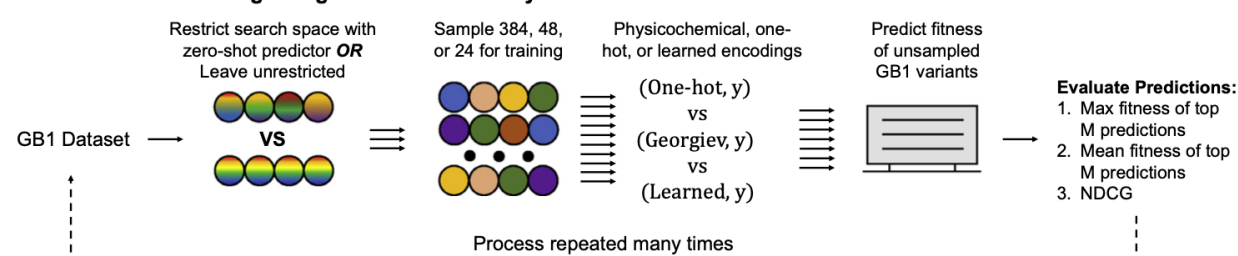 GB1 Dataset
Restrict search space with
zero-shot predictor OR
Leave unrestricted
VS
Sample 384, 48,
or 24 for training
Physicochemical, one-
hot, or learned encodings
(One-hot, y)
vs
(Georgiev, y)
vs
(Learned, y)
Predict fitness
of unsampled
GB1 variants
Evaluate Predictions:
1. Max fitness of top
M predictions
2. Mean fitness of top
M predictions
3. NDCG
Process repeated many times